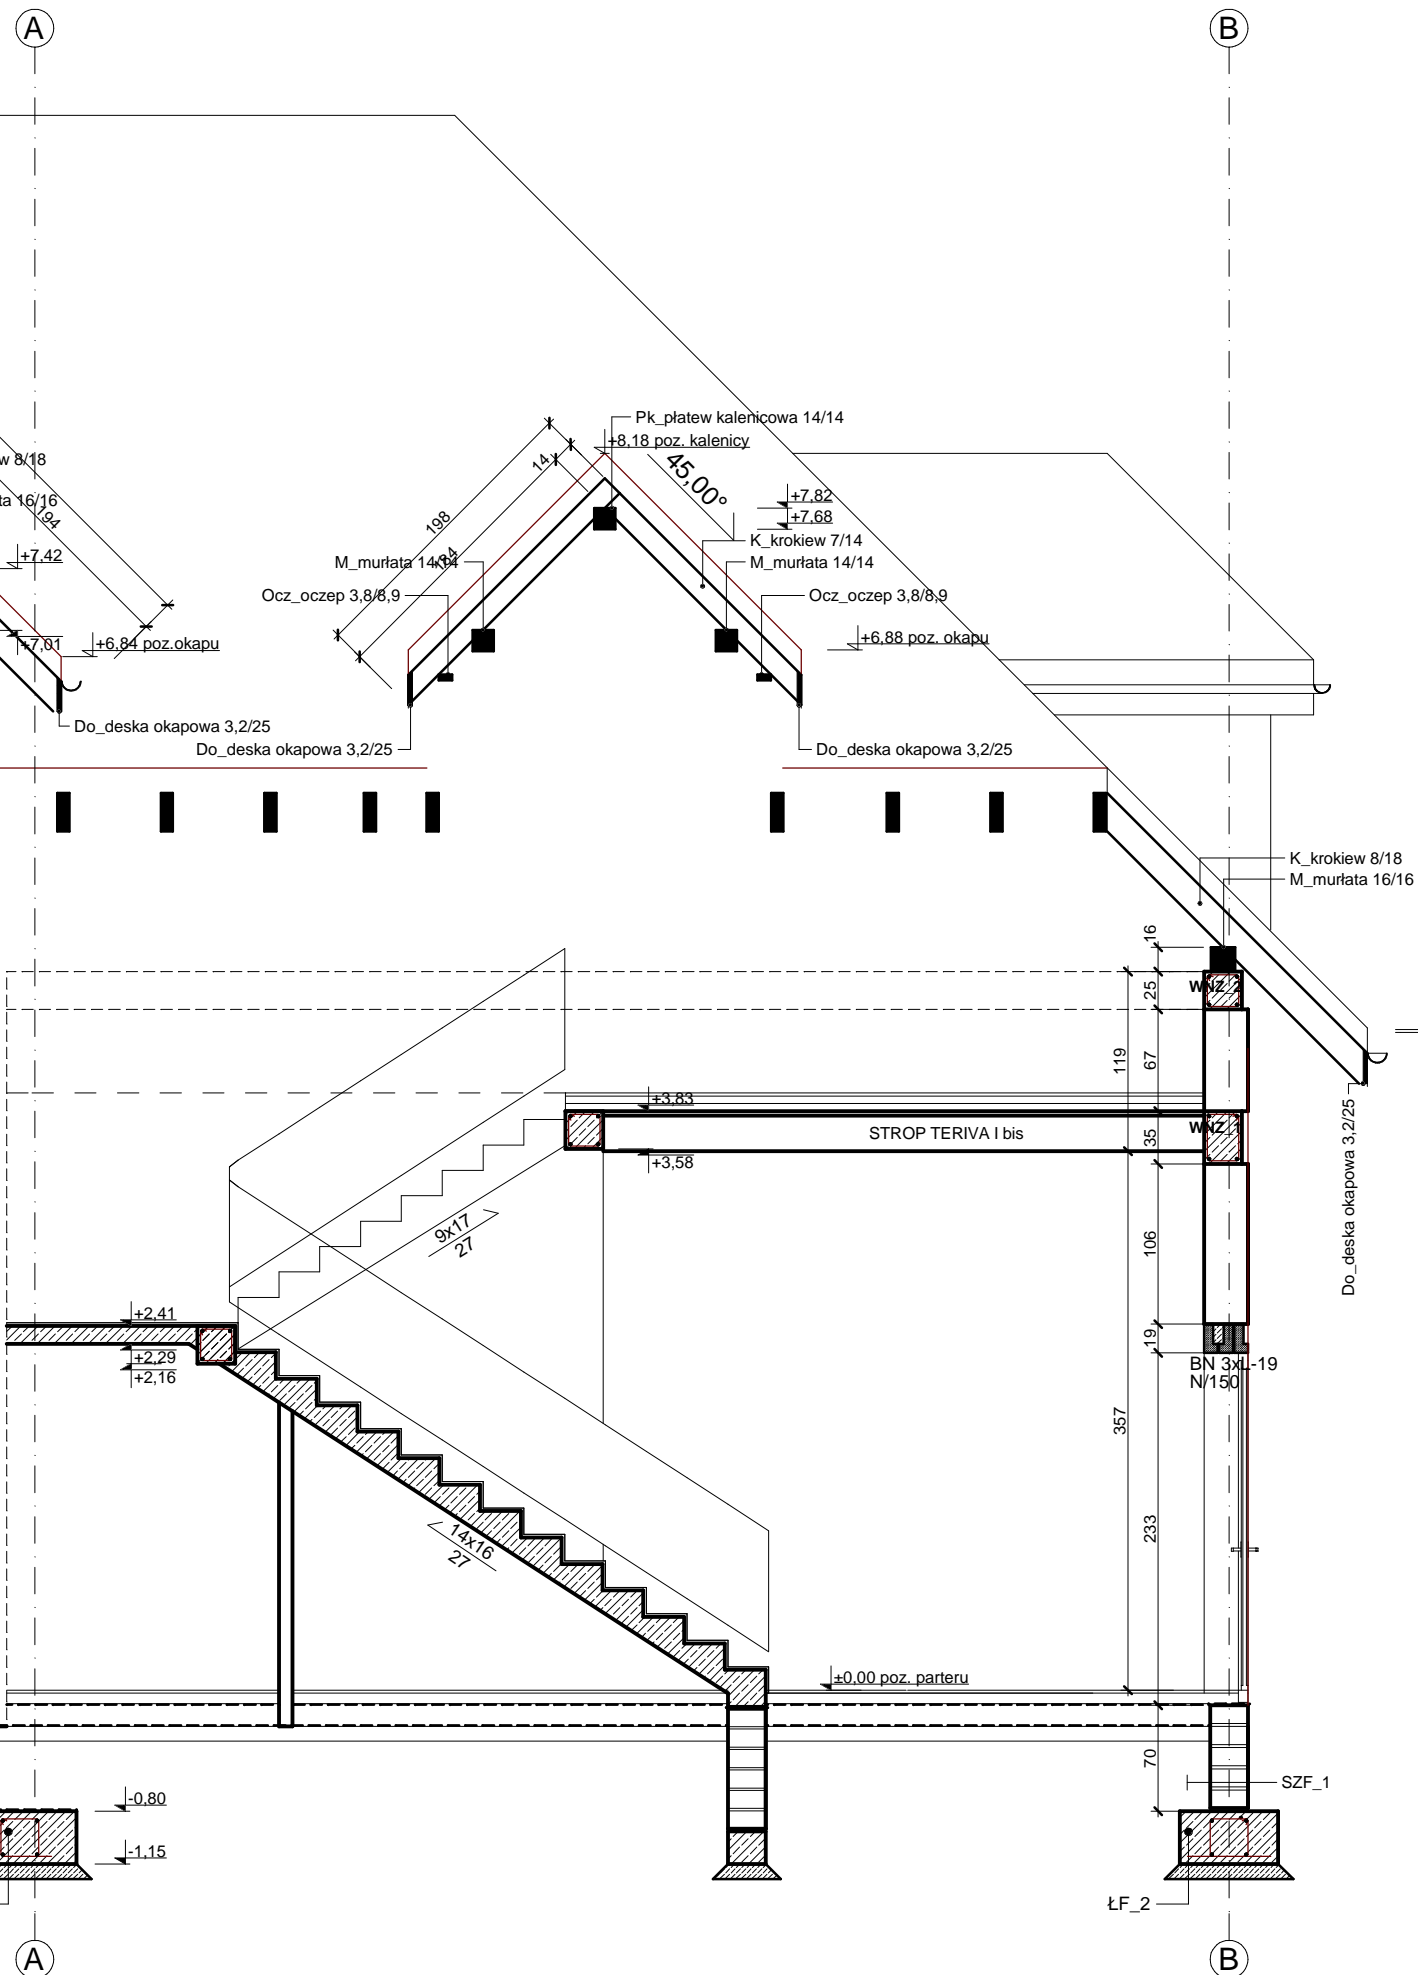 A
B
Pk_płatew kalenicowa 14/14
+8,18 poz. kalenicy
14
45,00°
w 8/18
ta 16/16
194
+7,82
+7,68
198
184
K_krokiew 7/14
+7,42
M_murłata 14/14
M_murłata 14/14
Ocz_oczep 3,8/8,9
Ocz_oczep 3,8/8,9
+7,01
+6,84 poz.okapu
+6,88 poz. okapu
Do_deska okapowa 3,2/25
Do_deska okapowa 3,2/25
Do_deska okapowa 3,2/25
K_krokiew 8/18
M_murłata 16/16
16
25
WNZ_2
119
67
+3,83
STROP TERIVA I bis
35
WNZ_1
+3,58
Do_deska okapowa 3,2/25
9x17
27
106
+2,41
19
+2,29
+2,16
BN 3xL-19
N/150
357
233
14x16
27
±0,00 poz. parteru
70
SZF_1
-0,80
-1,15
ŁF_2
A
B